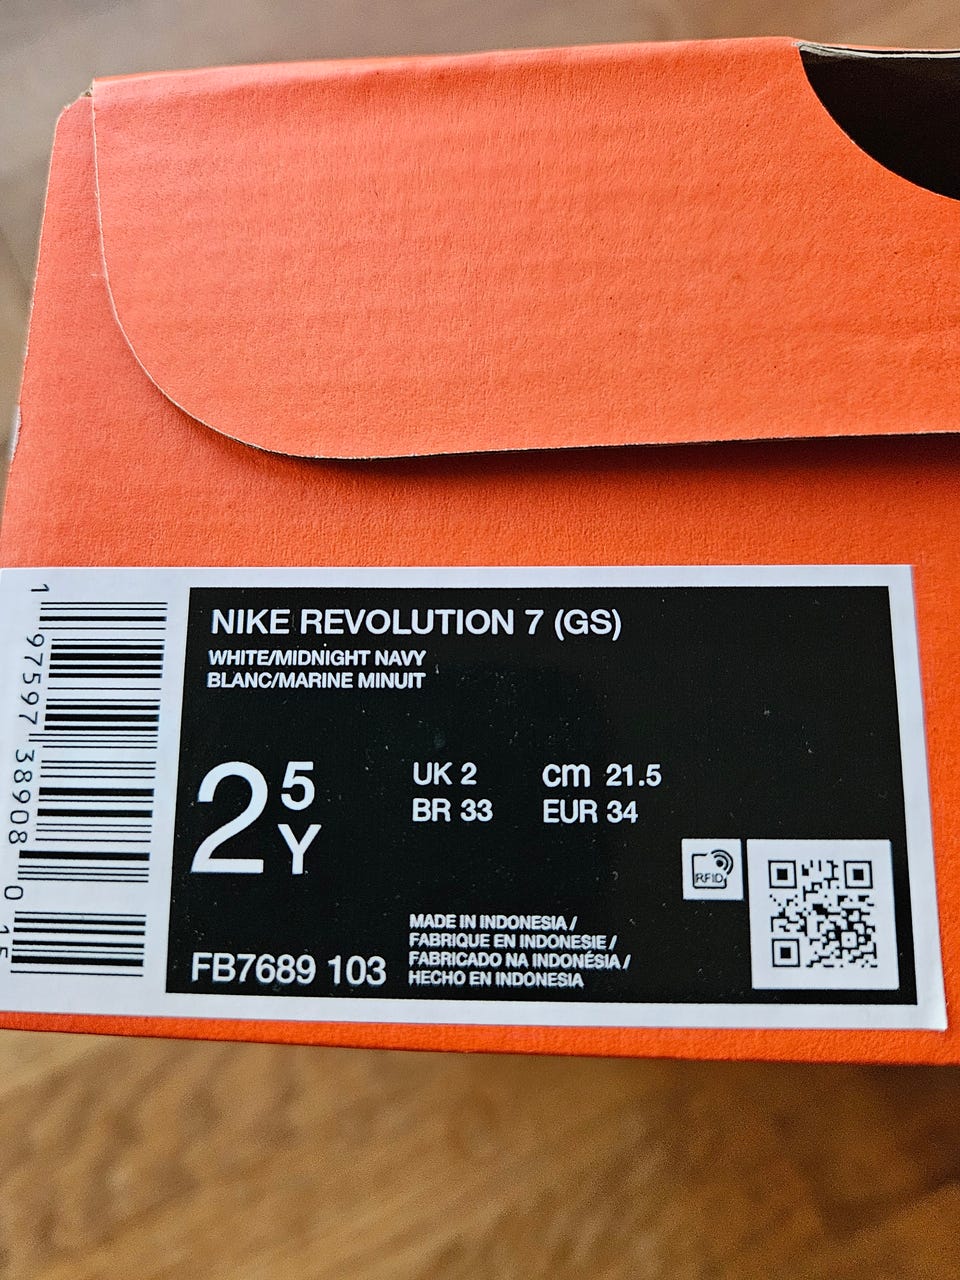 1 97597 38908 0 15
NIKE REVOLUTION 7 (GS)
WHITE/MIDNIGHT NAVY
BLANC/MARINE MINUIT
2 5 Y
UK 2 cm 21.5
BR 33 EUR 34
RFID
FB7689 103
MADE IN INDONESIA /
FABRIQUE EN INDONESIE /
FABRICADO NA INDONÉSIA /
HECHO EN INDONESIA